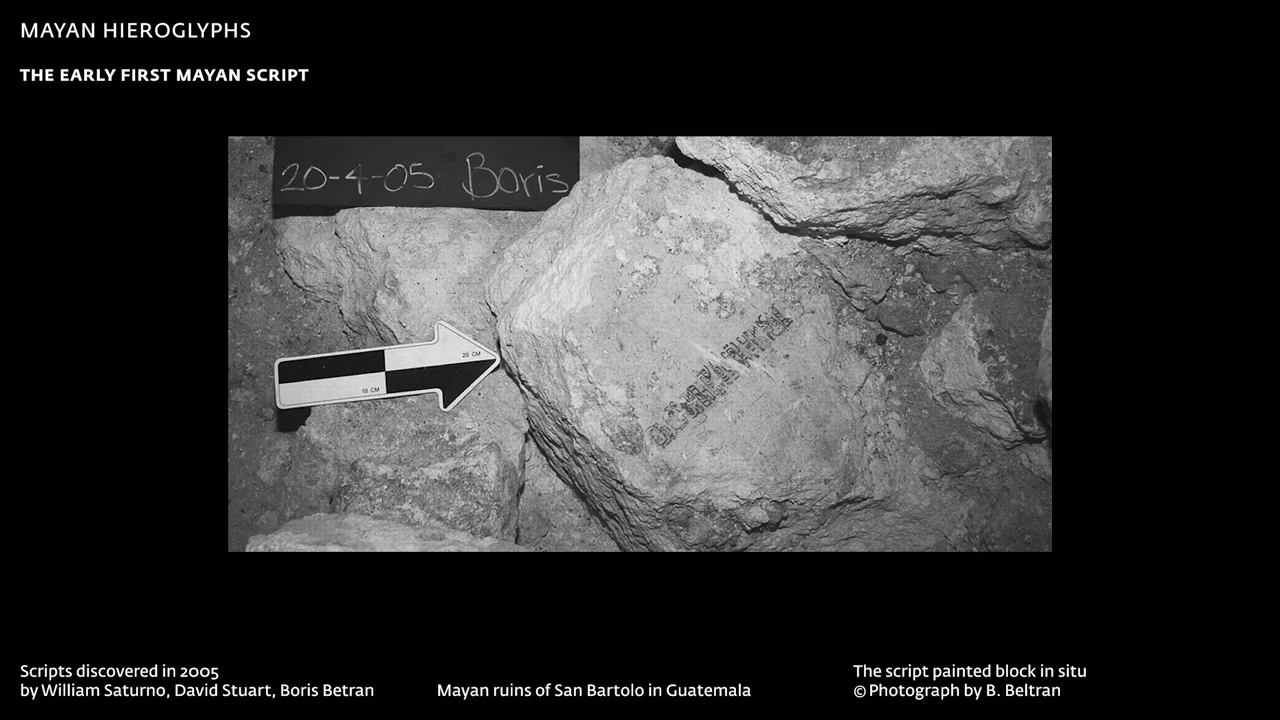 MAYAN HIEROGLYPHS
THE EARLY FIRST MAYAN SCRIPT
20-4-05 Boris
20 CM
10 CM
Scripts discovered in 2005
by William Saturno, David Stuart, Boris Betran
Mayan ruins of San Bartolo in Guatemala
The script painted block in situ
© Photograph by B. Beltran